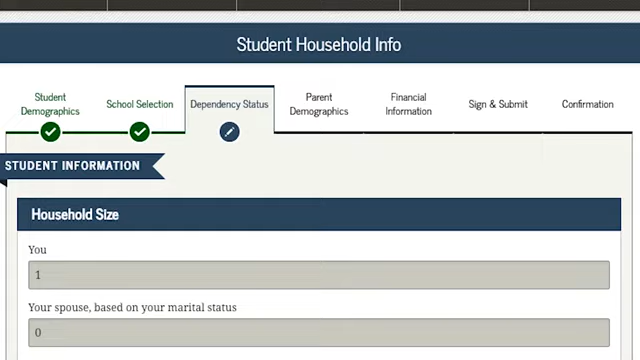 Student Household Info
Student
Demographics
School Selection
Dependency Status
Parent
Demographics
Financial
Information
Sign & Submit
Confirmation
STUDENT INFORMATION
Household Size
You
1
Your spouse, based on your marital status
0